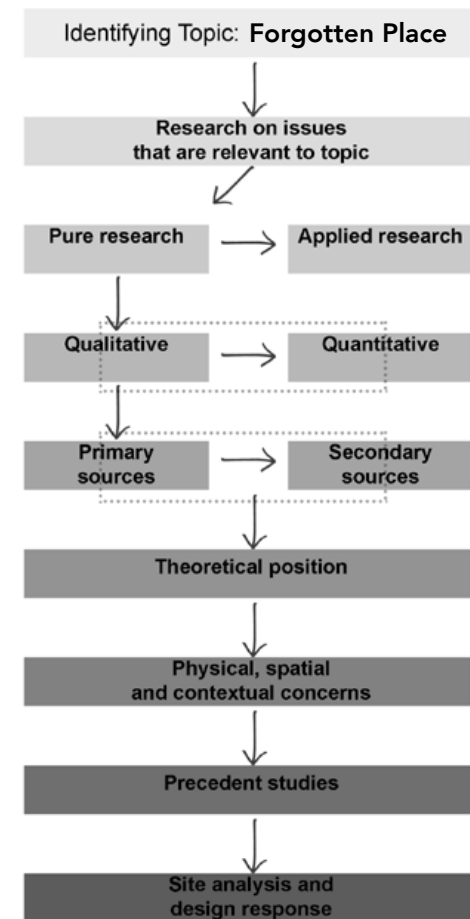 Identifying Topic: Forgotten Place
Research on issues
that are relevant to topic
Pure research
Applied research
Qualitative
Quantitative
Primary
sources
Secondary
sources
Theoretical position
Physical, spatial
and contextual concerns
Precedent studies
Site analysis and
design response